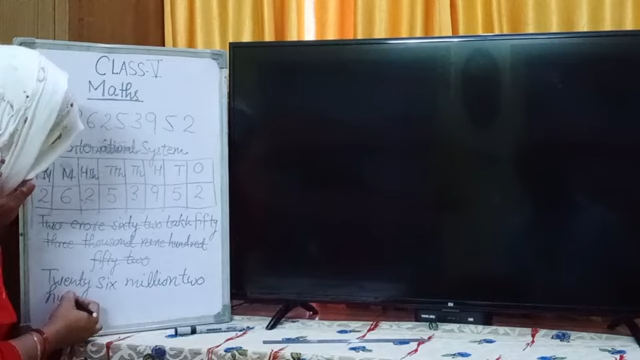 CLASS-V
Maths
6253952
International System
M M HTh TTh Th H T O
2 6 2 5 3 9 5 2
Two crore sixty two lakh fifty
three thousand nine hundred
fifty two
Twenty six million two
hu